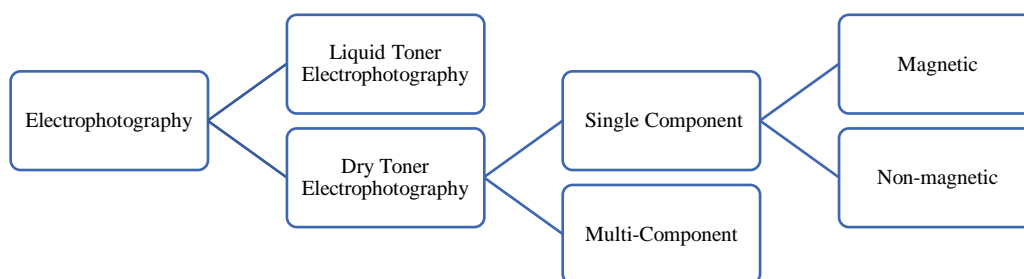 Electrophotography
Liquid Toner
Electrophotography
Dry Toner
Electrophotography
Single Component
Multi-Component
Magnetic
Non-magnetic